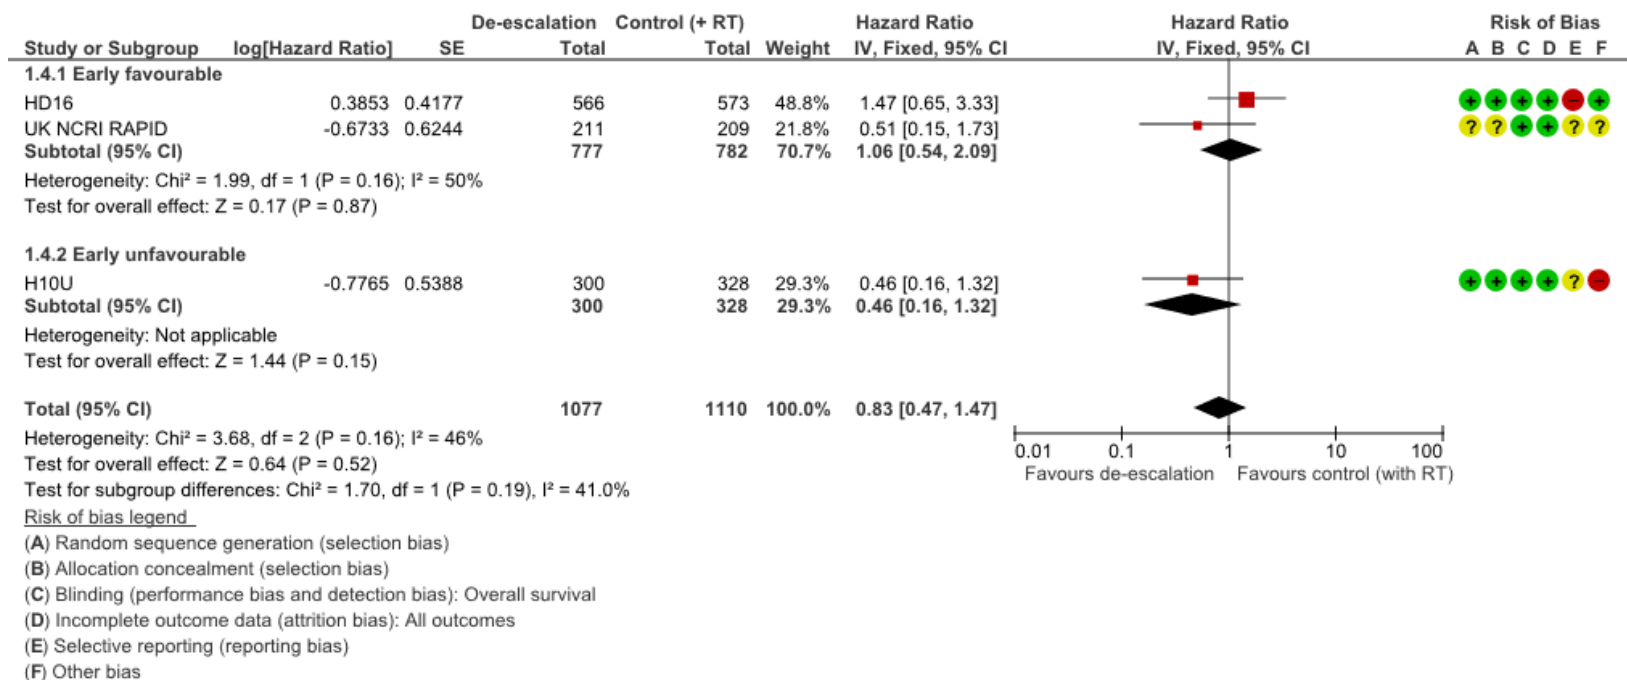 De-escalation Control (+ RT) Hazard Ratio Hazard Ratio Risk of Bias
Study or Subgroup log[Hazard Ratio] SE Total Total Weight IV, Fixed, 95% CI IV, Fixed, 95% CI A B C D E F
1.4.1 Early favourable
HD16 0.3853 0.4177 566 573 48.8% 1.47 [0.65, 3.33] + + + + − +
UK NCRI RAPID -0.6733 0.6244 211 209 21.8% 0.51 [0.15, 1.73] ? ? + + ? ?
Subtotal (95% CI) 777 782 70.7% 1.06 [0.54, 2.09]
Heterogeneity: Chi² = 1.99, df = 1 (P = 0.16); I² = 50%
Test for overall effect: Z = 0.17 (P = 0.87)
1.4.2 Early unfavourable
H10U -0.7765 0.5388 300 328 29.3% 0.46 [0.16, 1.32] + + + + ? −
Subtotal (95% CI) 300 328 29.3% 0.46 [0.16, 1.32]
Heterogeneity: Not applicable
Test for overall effect: Z = 1.44 (P = 0.15)
Total (95% CI) 1077 1110 100.0% 0.83 [0.47, 1.47]
Heterogeneity: Chi² = 3.68, df = 2 (P = 0.16); I² = 46%
Test for overall effect: Z = 0.64 (P = 0.52)
Test for subgroup differences: Chi² = 1.70, df = 1 (P = 0.19), I² = 41.0%
0.01 0.1 1 10 100
Favours de-escalation Favours control (with RT)
Risk of bias legend
(A) Random sequence generation (selection bias)
(B) Allocation concealment (selection bias)
(C) Blinding (performance bias and detection bias): Overall survival
(D) Incomplete outcome data (attrition bias): All outcomes
(E) Selective reporting (reporting bias)
(F) Other bias